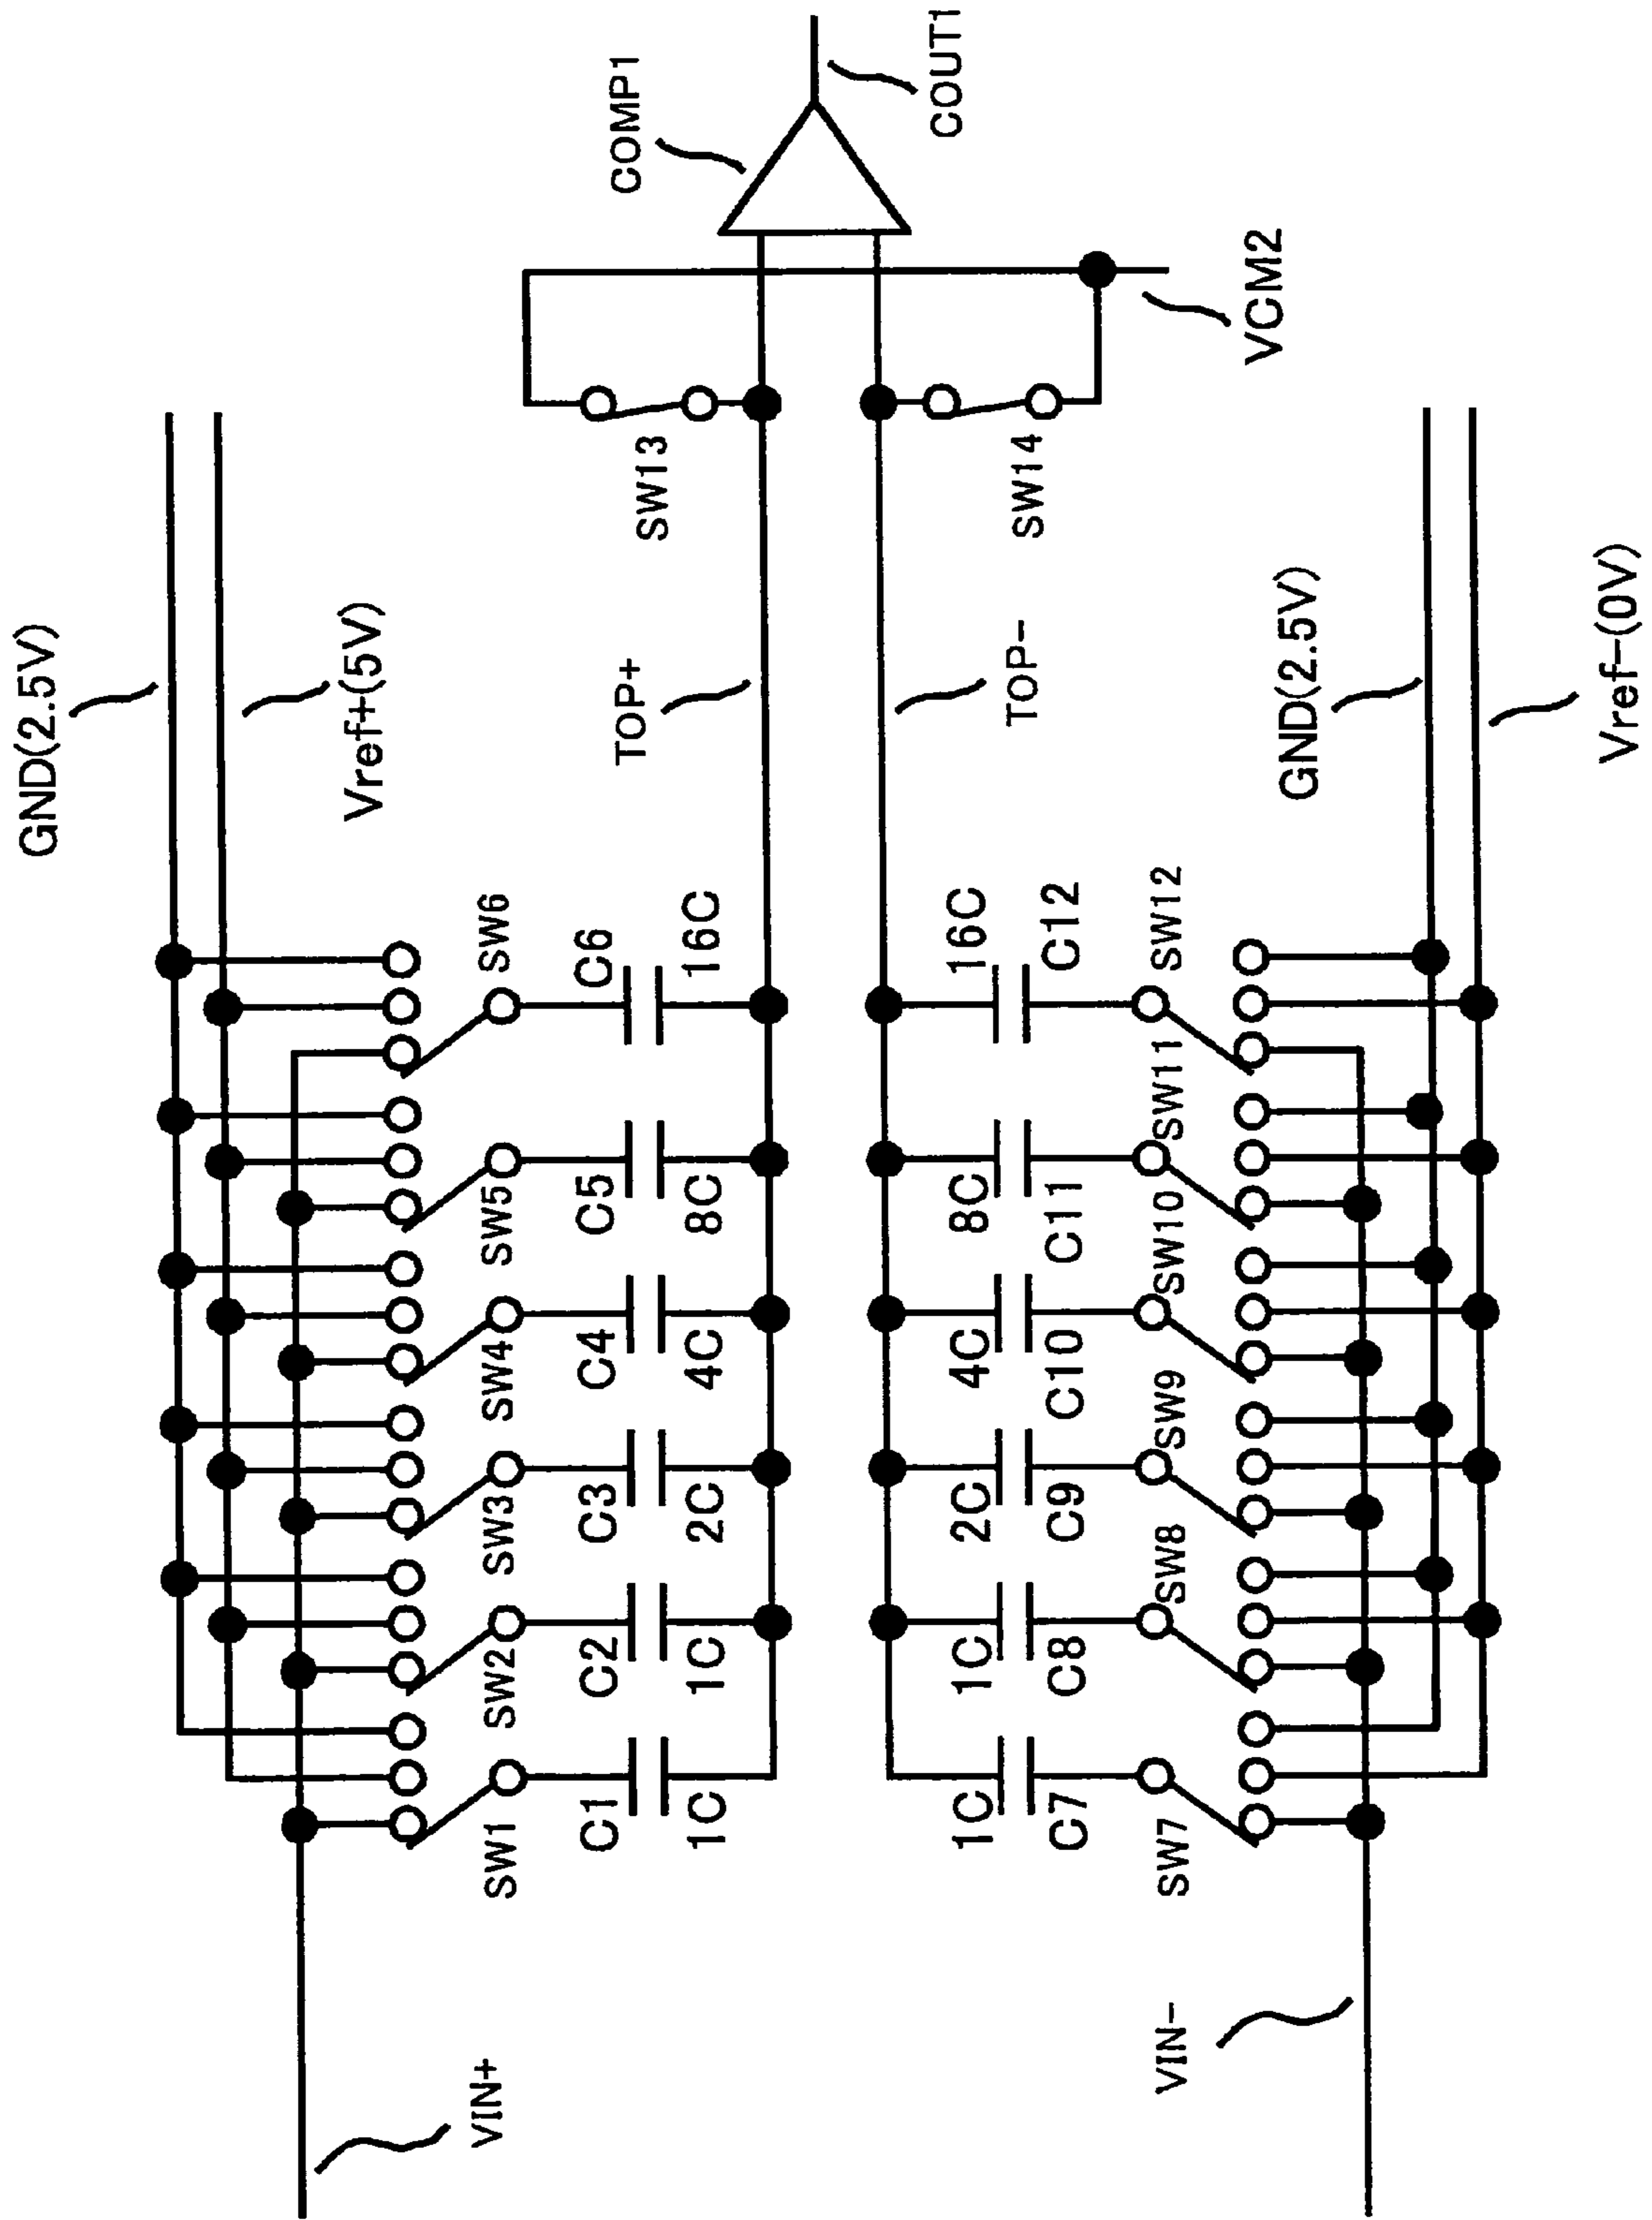 GND(2.5V)
Vref+(5V)
VIN+
SW1
SW2
SW3
SW4
SW5
SW6
C1
C2
C3
C4
C5
C6
1C
1C
2C
4C
8C
16C
TOP+
SW13
COMP1
COUT1
TOP-
SW14
VCM2
1C
1C
2C
4C
8C
16C
C7
C8
C9
C10
C11
C12
SW7
SW8
SW9
SW10
SW11
SW12
VIN-
GND(2.5V)
Vref-(0V)